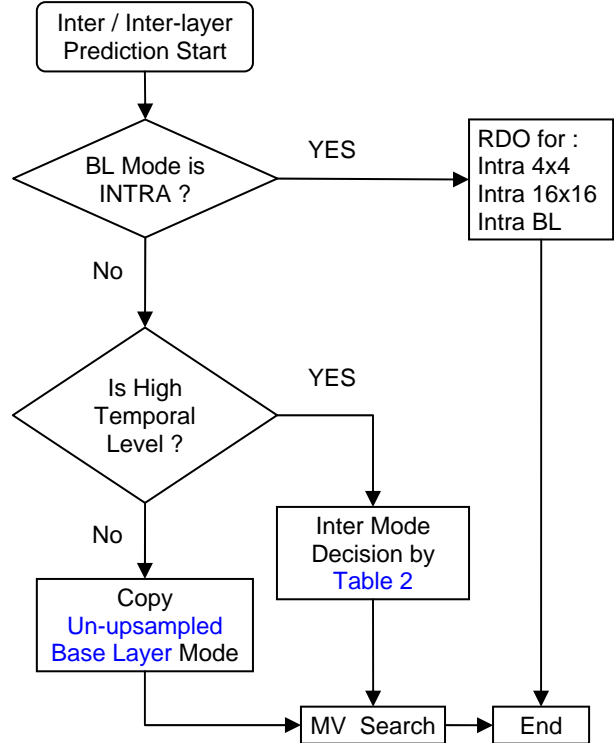 Inter / Inter-layer
Prediction Start
BL Mode is
INTRA ?
YES
RDO for :
Intra 4x4
Intra 16x16
Intra BL
No
Is High
Temporal
Level ?
YES
No
Inter Mode
Decision by
Table 2
Copy
Un-upsampled
Base Layer Mode
MV Search
End